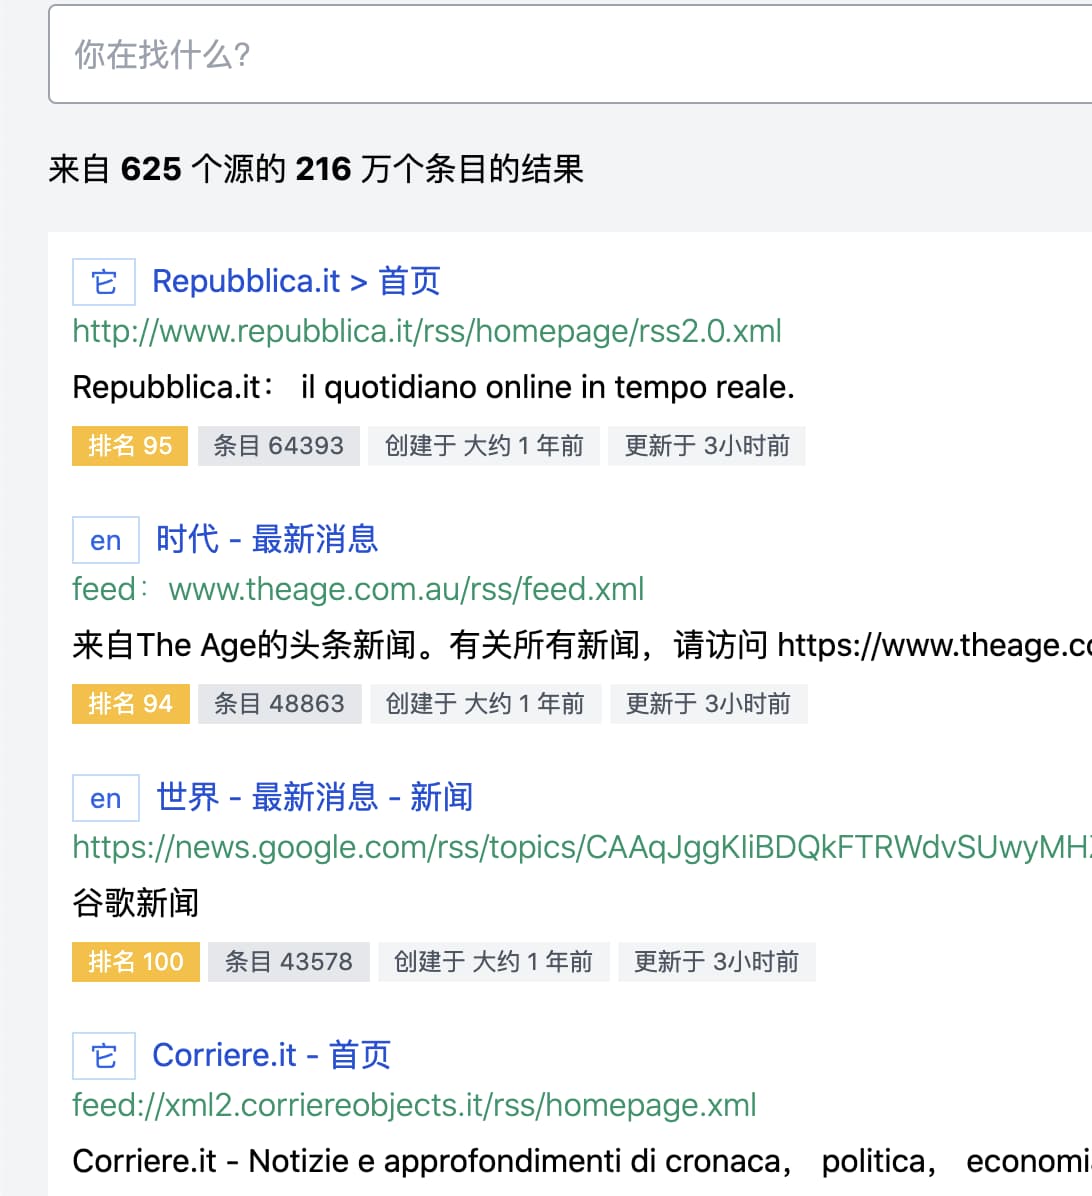 你在找什么?
来自 625 个源的 216 万个条目的结果
它 Repubblica.it > 首页
http://www.repubblica.it/rss/homepage/rss2.0.xml
Repubblica.it： il quotidiano online in tempo reale.
排名 95 条目 64393 创建于 大约 1 年前 更新于 3小时前
en 时代 - 最新消息
feed：www.theage.com.au/rss/feed.xml
来自The Age的头条新闻。有关所有新闻，请访问 https://www.theage.co
排名 94 条目 48863 创建于 大约 1 年前 更新于 3小时前
en 世界 - 最新消息 - 新闻
https://news.google.com/rss/topics/CAAqJggKIiBDQkFTRWdvSUwyMH
谷歌新闻
排名 100 条目 43578 创建于 大约 1 年前 更新于 3小时前
它 Corriere.it - 首页
feed://xml2.corriereobjects.it/rss/homepage.xml
Corriere.it - Notizie e approfondimenti di cronaca， politica， economi